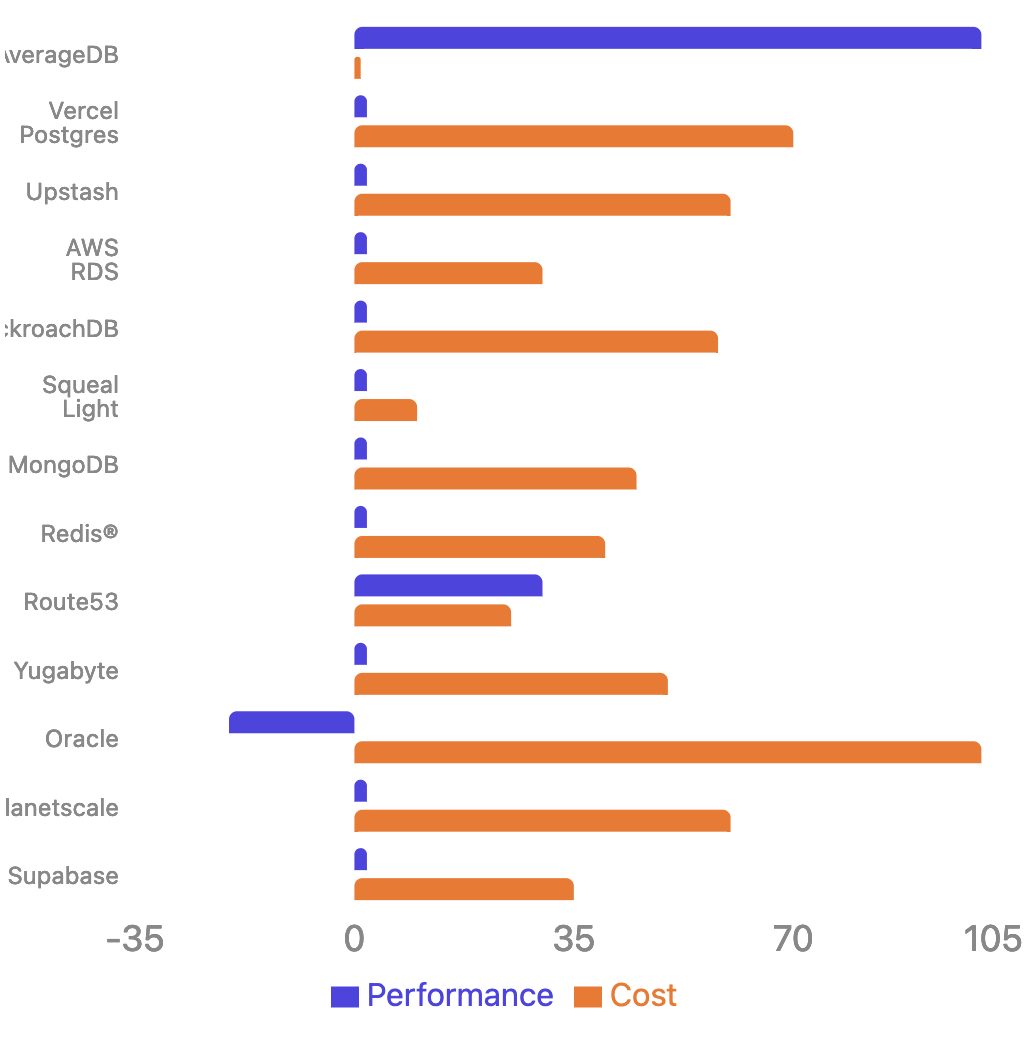 AverageDB
Vercel
Postgres
Upstash
AWS
RDS
ckroachDB
Squeal
Light
MongoDB
Redis®
Route53
Yugabyte
Oracle
lanetscale
Supabase
-35 0 35 70 105
Performance Cost